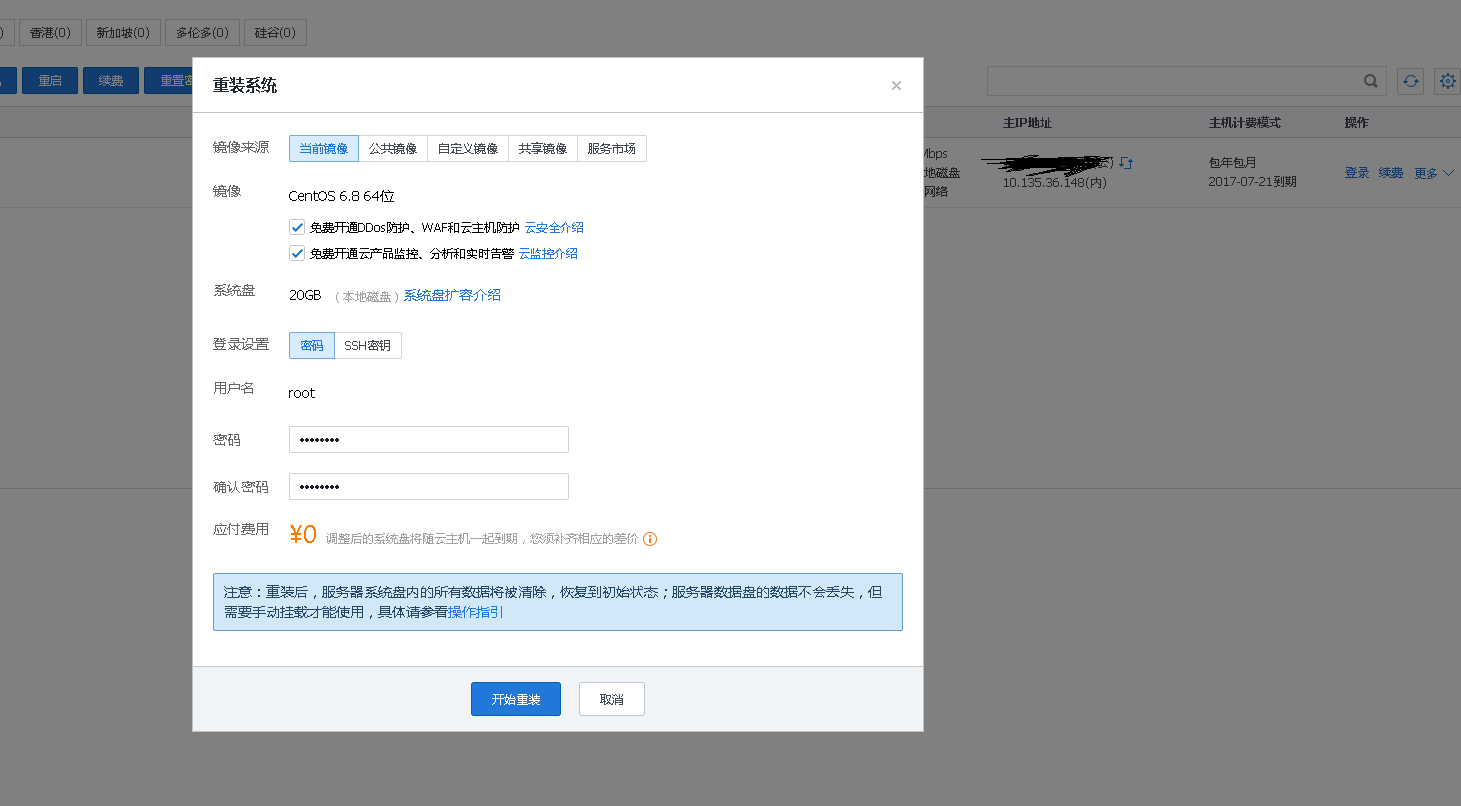 香港(0) 新加坡(0) 多伦多(0) 硅谷(0)
重启 续费 重置密
重装系统
主IP地址 主机计费模式 操作
镜像来源 当前镜像 公共镜像 自定义镜像 共享镜像 服务市场
Mbps
地磁盘
网络
10.135.36.148(内)
包年包月
2017-07-21到期
登录 续费 更多
镜像 CentOS 6.8 64位
免费开通DDos防护、WAF和云主机防护 云安全介绍
免费开通云产品监控、分析和实时告警 云监控介绍
系统盘 20GB (本地磁盘) 系统盘扩容介绍
登录设置 密码 SSH密钥
用户名 root
密码 ••••••••
确认密码 ••••••••
应付费用 ¥0 调整后的系统盘将随云主机一起到期，您须补齐相应的差价
注意：重装后，服务器系统盘内的所有数据将被清除，恢复到初始状态；服务器数据盘的数据不会丢失，但
需要手动挂载才能使用，具体请参看操作指引
开始重装 取消